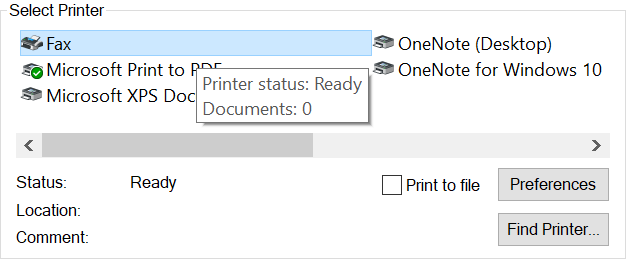 Select Printer
Fax
OneNote (Desktop)
Microsoft Print to
OneNote for Windows 10
Microsoft XPS Doc
Printer status: Ready
Documents: 0
Status: Ready
Print to file
Preferences
Location:
Find Printer...
Comment: